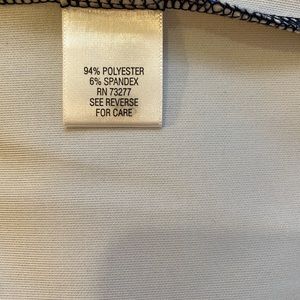 94% POLYESTER
6% SPANDEX
RN 73277
SEE REVERSE
FOR CARE